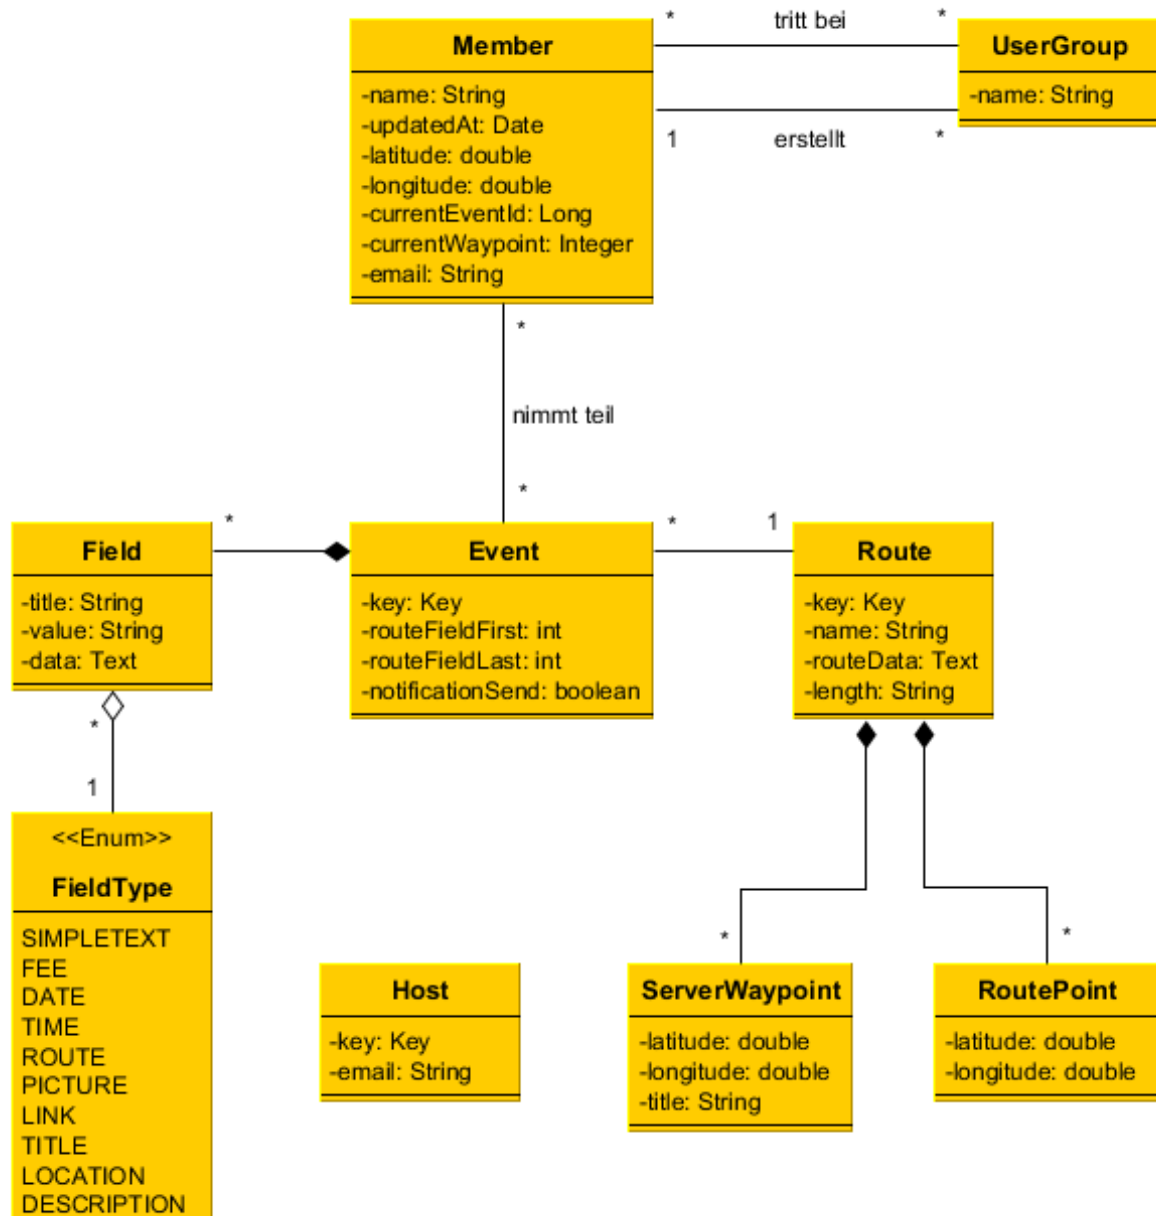 * tritt bei *
Member
-name: String
-updatedAt: Date
-latitude: double
-longitude: double
-currentEventId: Long
-currentWaypoint: Integer
-email: String
UserGroup
-name: String
1 erstellt *
*
nimmt teil
*
*
Field
-title: String
-value: String
-data: Text
Event
-key: Key
-routeFieldFirst: int
-routeFieldLast: int
-notificationSend: boolean
* 1
Route
-key: Key
-name: String
-routeData: Text
-length: String
*
1
<<Enum>>
FieldType
SIMPLETEXT
FEE
DATE
TIME
ROUTE
PICTURE
LINK
TITLE
LOCATION
DESCRIPTION
Host
-key: Key
-email: String
*
ServerWaypoint
-latitude: double
-longitude: double
-title: String
*
RoutePoint
-latitude: double
-longitude: double